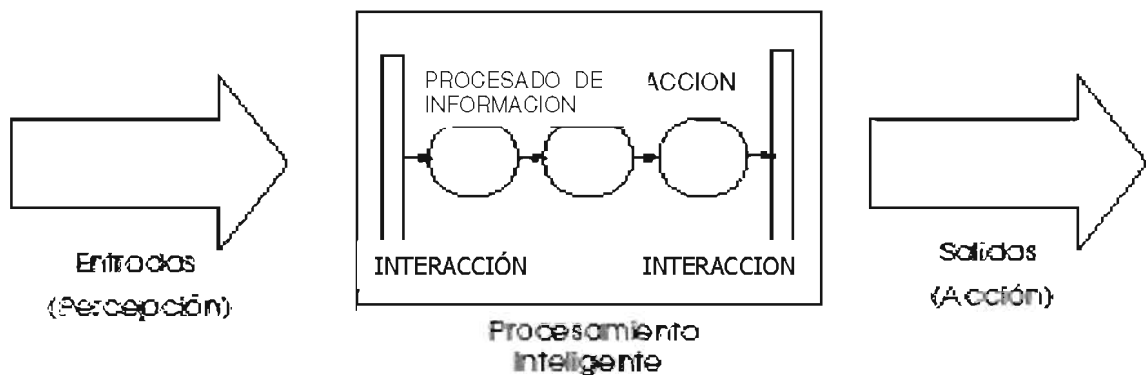 Entradas
(Percepción)
PROCESADO DE
INFORMACION
ACCION
INTERACCIÓN
INTERACCION
Procesamiento
Inteligente
Salidas
(Acción)